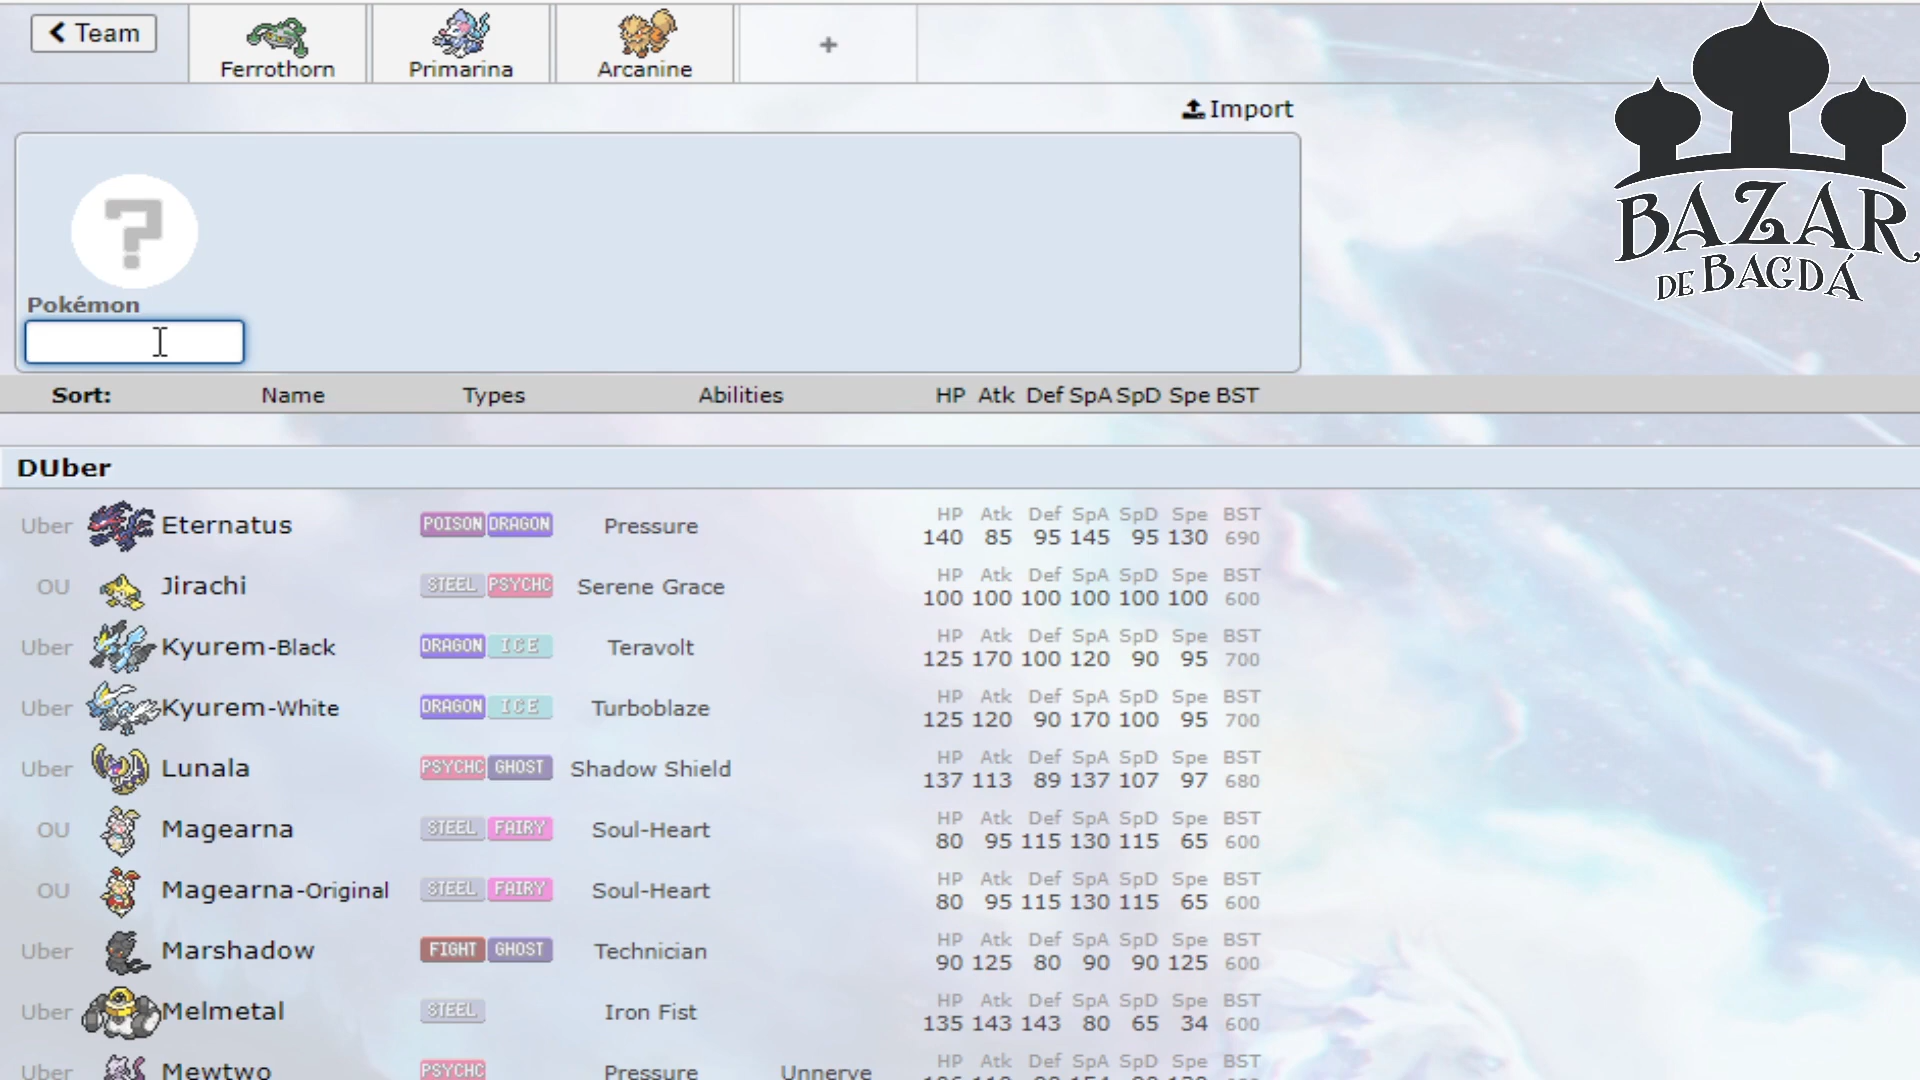 Team
Ferrothorn
Primarina
Arcanine
+
Import
BAZAR
DE BAGDÁ
?
Pokémon
Sort: Name Types Abilities HP Atk Def SpA SpD Spe BST
DUber
HP Atk Def SpA SpD Spe BST
Uber Eternatus POISON DRAGON Pressure 140 85 95 145 95 130 690
HP Atk Def SpA SpD Spe BST
OU Jirachi STEEL PSYCHC Serene Grace 100 100 100 100 100 100 600
HP Atk Def SpA SpD Spe BST
Uber Kyurem-Black DRAGON ICE Teravolt 125 170 100 120 90 95 700
HP Atk Def SpA SpD Spe BST
Uber Kyurem-White DRAGON ICE Turboblaze 125 120 90 170 100 95 700
HP Atk Def SpA SpD Spe BST
Uber Lunala PSYCHC GHOST Shadow Shield 137 113 89 137 107 97 680
HP Atk Def SpA SpD Spe BST
OU Magearna STEEL FAIRY Soul-Heart 80 95 115 130 115 65 600
HP Atk Def SpA SpD Spe BST
OU Magearna-Original STEEL FAIRY Soul-Heart 80 95 115 130 115 65 600
HP Atk Def SpA SpD Spe BST
Uber Marshadow FIGHT GHOST Technician 90 125 80 90 90 125 600
HP Atk Def SpA SpD Spe BST
Uber Melmetal STEEL Iron Fist 135 143 143 80 65 34 600
HP Atk Def SpA SpD Spe BST
Uber Mewtwo PSYCHC Pressure Unnerve